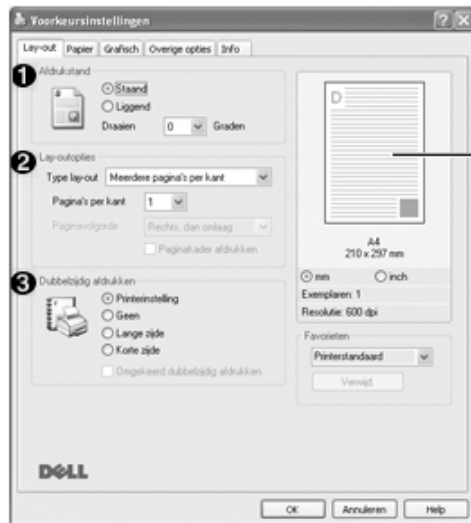 Voorkeursinstellingen
Lay-out Papier Grafisch Overige opties Info
1 Afdrukstand
Staand
Liggend
Draaien 0 Graden
2 Lay-outopties
Type lay-out Meerdere pagina's per kant
Pagina's per kant 1
Paginavolgorde Rechts, dan omlaag
Paginakader afdrukken
3 Dubbelzijdig afdrukken
Printerinstelling
Geen
Lange zijde
Korte zijde
Omgekeerd dubbelzijdig afdrukken
D
A4
210 x 297 mm
mm inch
Exemplaren: 1
Resolutie: 600 dpi
Favorieten
Printerstandaard
Verwijd.
DELL
OK Annuleren Help